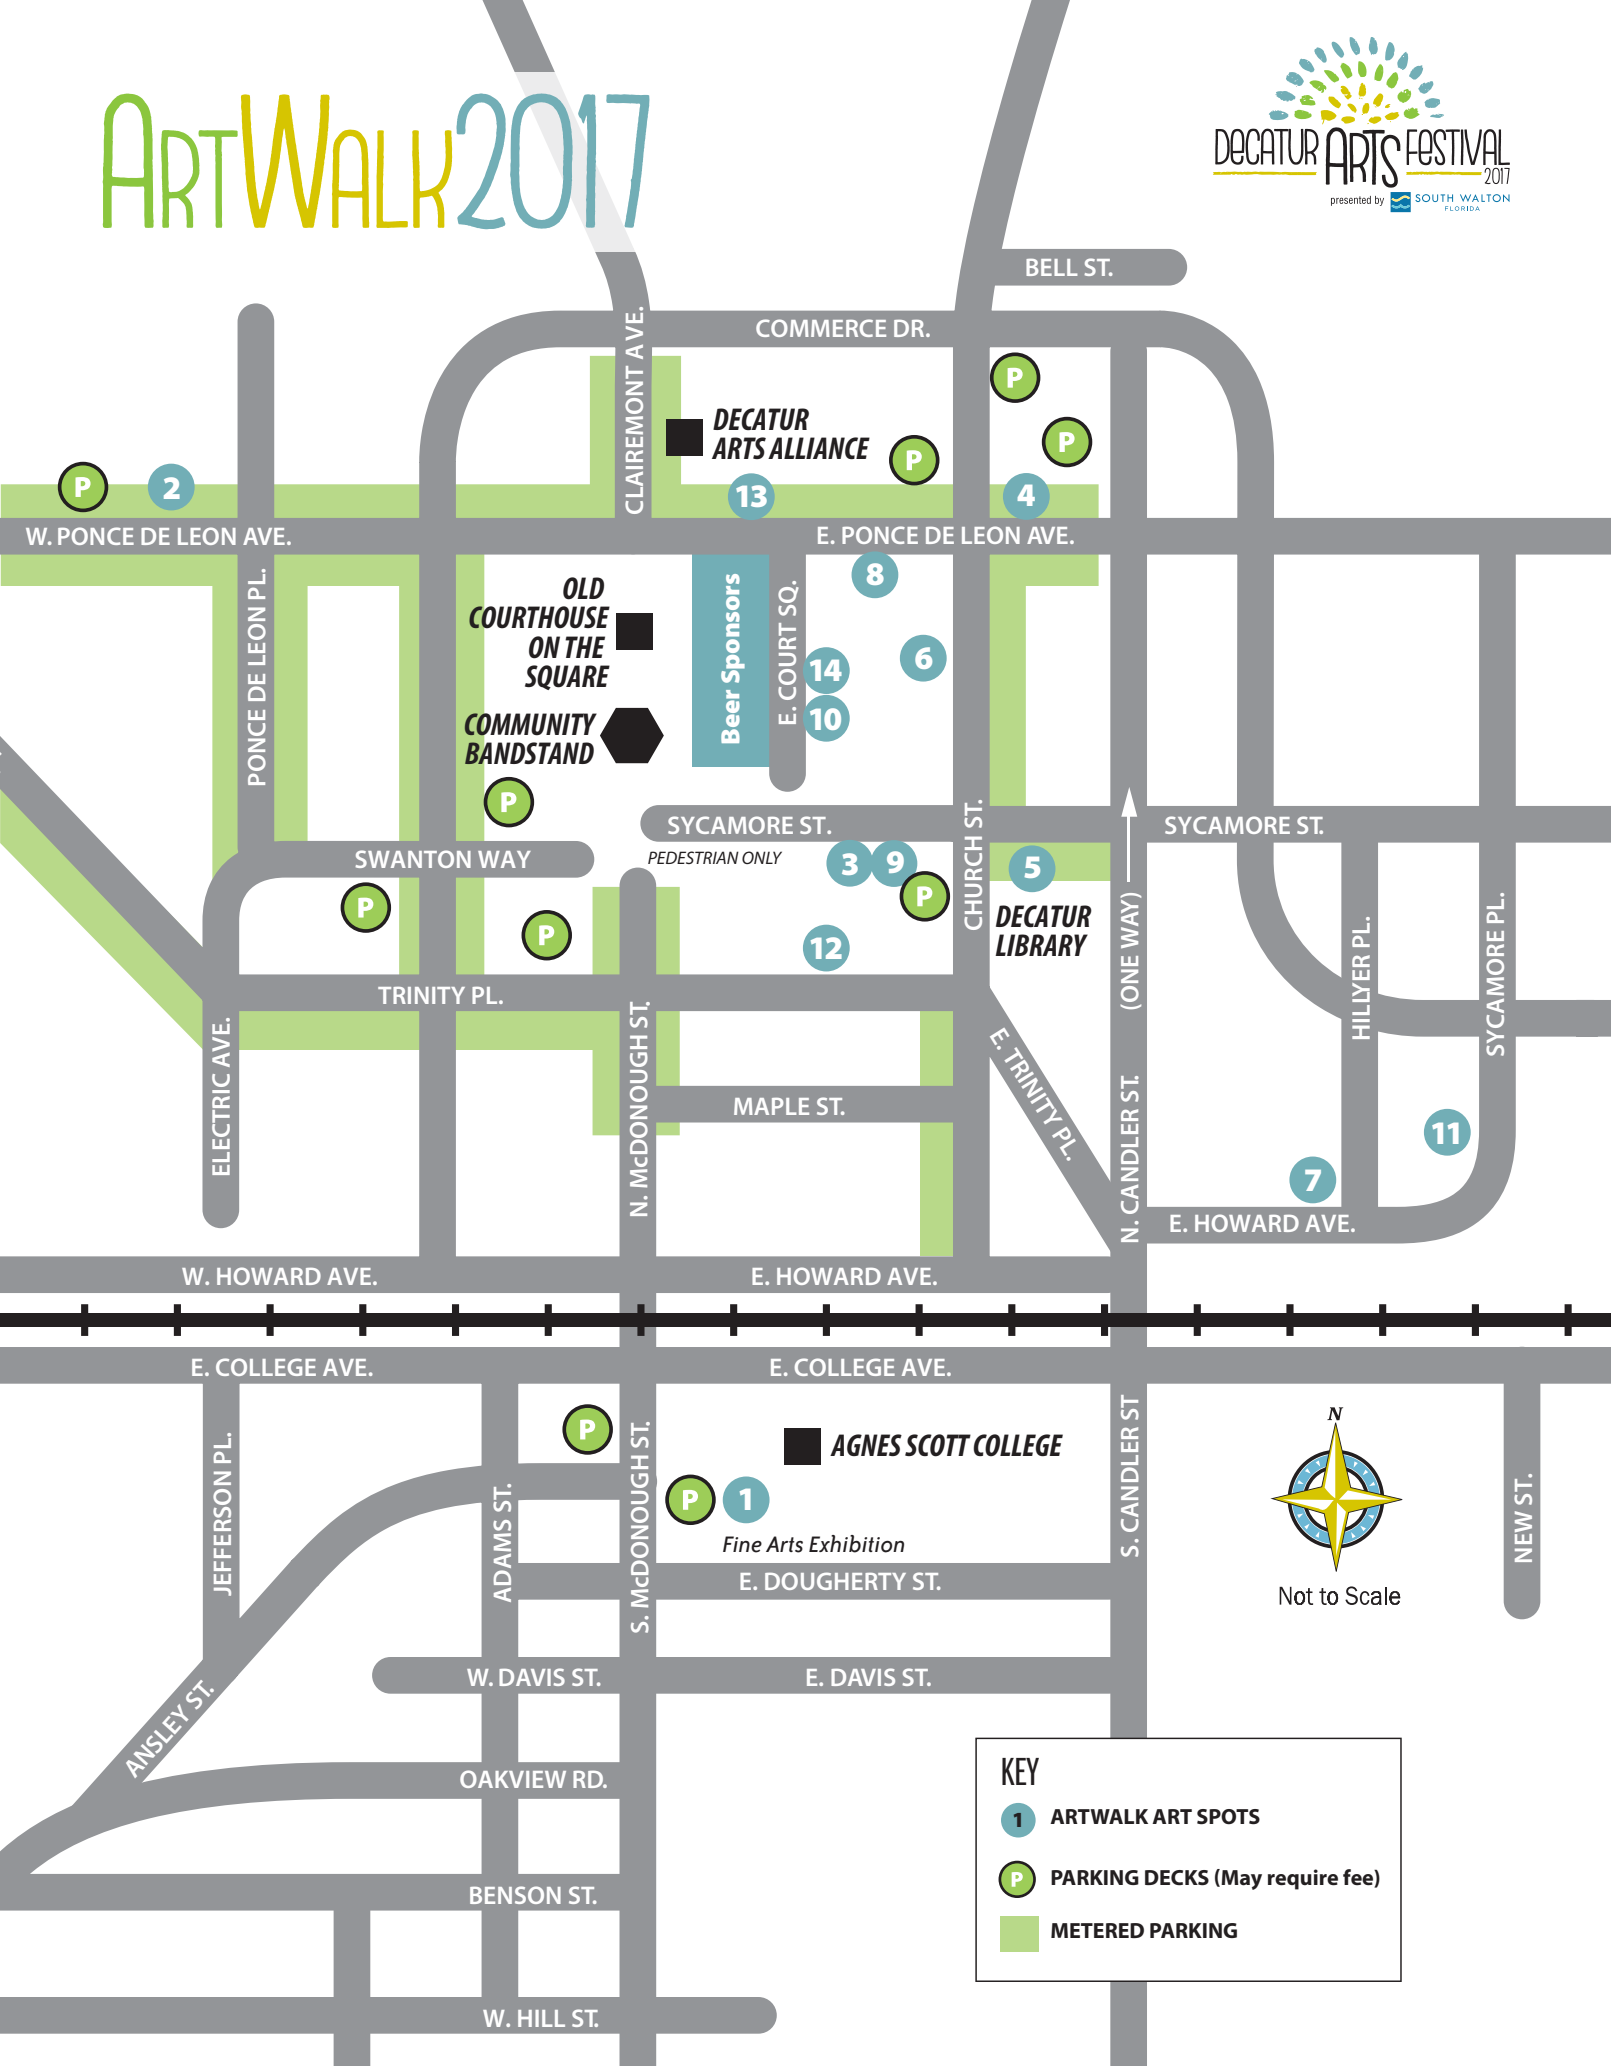 ARTWALK2017
DECATUR ARTS FESTIVAL
2017
presented by SOUTH WALTON
FLORIDA
BELL ST.
COMMERCE DR.
CLAIREMONT AVE.
P
DECATUR
ARTS ALLIANCE
P
P
P
2
13
4
W. PONCE DE LEON AVE.
E. PONCE DE LEON AVE.
PONCE DE LEON PL.
OLD
COURTHOUSE
ON THE
SQUARE
Beer Sponsors
E. COURT SQ.
8
6
14
10
COMMUNITY
BANDSTAND
P
SYCAMORE ST.
SYCAMORE ST.
PEDESTRIAN ONLY
SWANTON WAY
3
9
5
P
P
P
CHURCH ST.
DECATUR
LIBRARY
12
(ONE WAY)
HILLYER PL.
SYCAMORE PL.
TRINITY PL.
ELECTRIC AVE.
N. McDONOUGH ST.
E. TRINITY PL.
N. CANDLER ST.
MAPLE ST.
11
7
E. HOWARD AVE.
W. HOWARD AVE.
E. HOWARD AVE.
E. COLLEGE AVE.
E. COLLEGE AVE.
JEFFERSON PL.
ADAMS ST.
P
S. McDONOUGH ST.
AGNES SCOTT COLLEGE
P
1
Fine Arts Exhibition
S. CANDLER ST
N
Not to Scale
NEW ST.
E. DOUGHERTY ST.
W. DAVIS ST.
E. DAVIS ST.
ANSLEY ST.
OAKVIEW RD.
BENSON ST.
W. HILL ST.
KEY
1 ARTWALK ART SPOTS
P PARKING DECKS (May require fee)
METERED PARKING